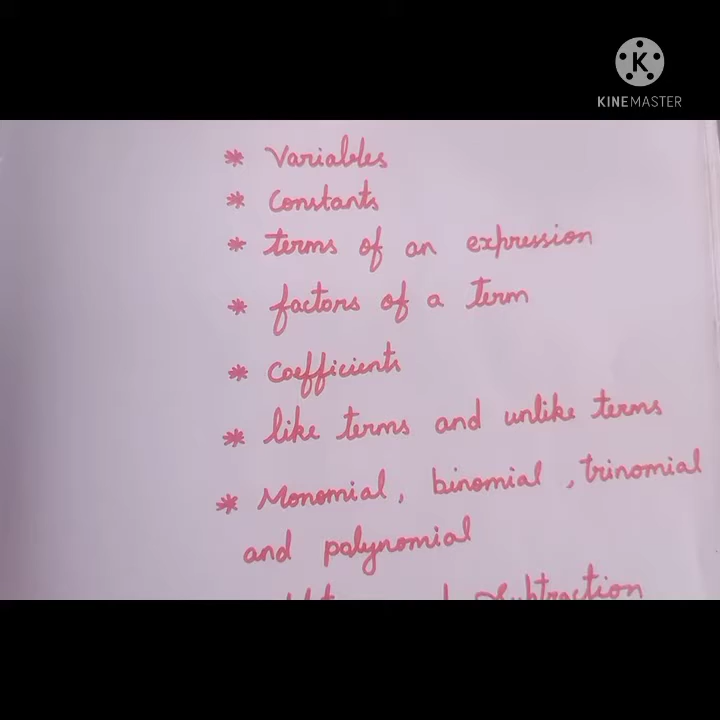 KINEMASTER
* Variables
* Constants
* terms of an expression
* factors of a term
* Coefficients
* like terms and unlike terms
* Monomial, binomial, trinomial
and polynomial
subtraction